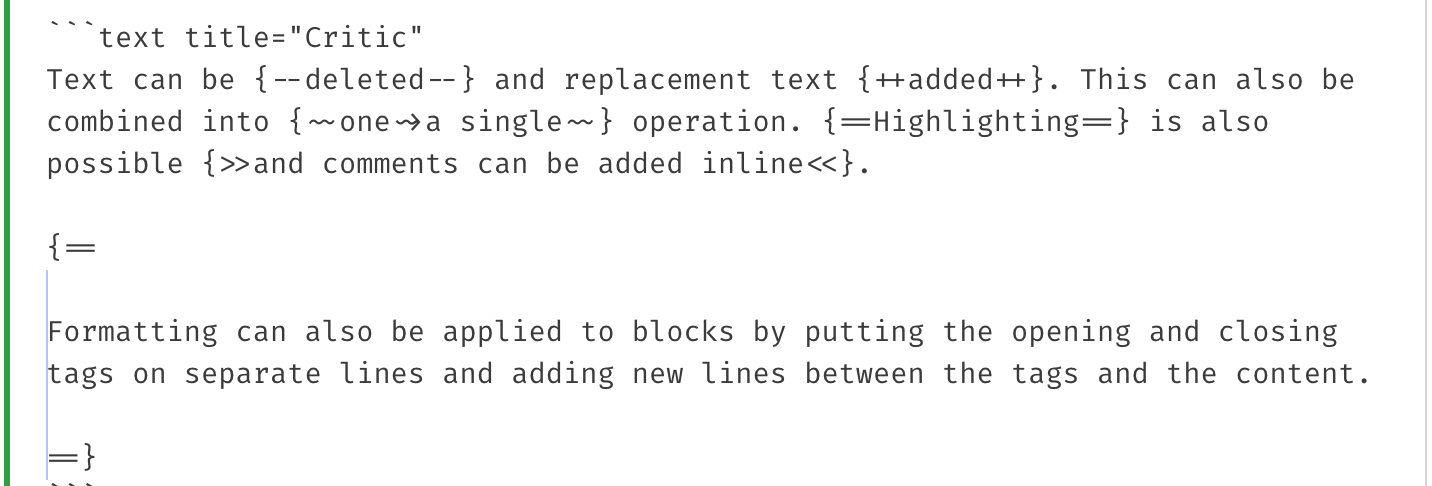 ```text title="Critic"
Text can be {--deleted--} and replacement text {++added++}. This can also be
combined into {~~one~>a single~~} operation. {==Highlighting==} is also
possible {>>and comments can be added inline<<}.
{==
Formatting can also be applied to blocks by putting the opening and closing
tags on separate lines and adding new lines between the tags and the content.
==}
```